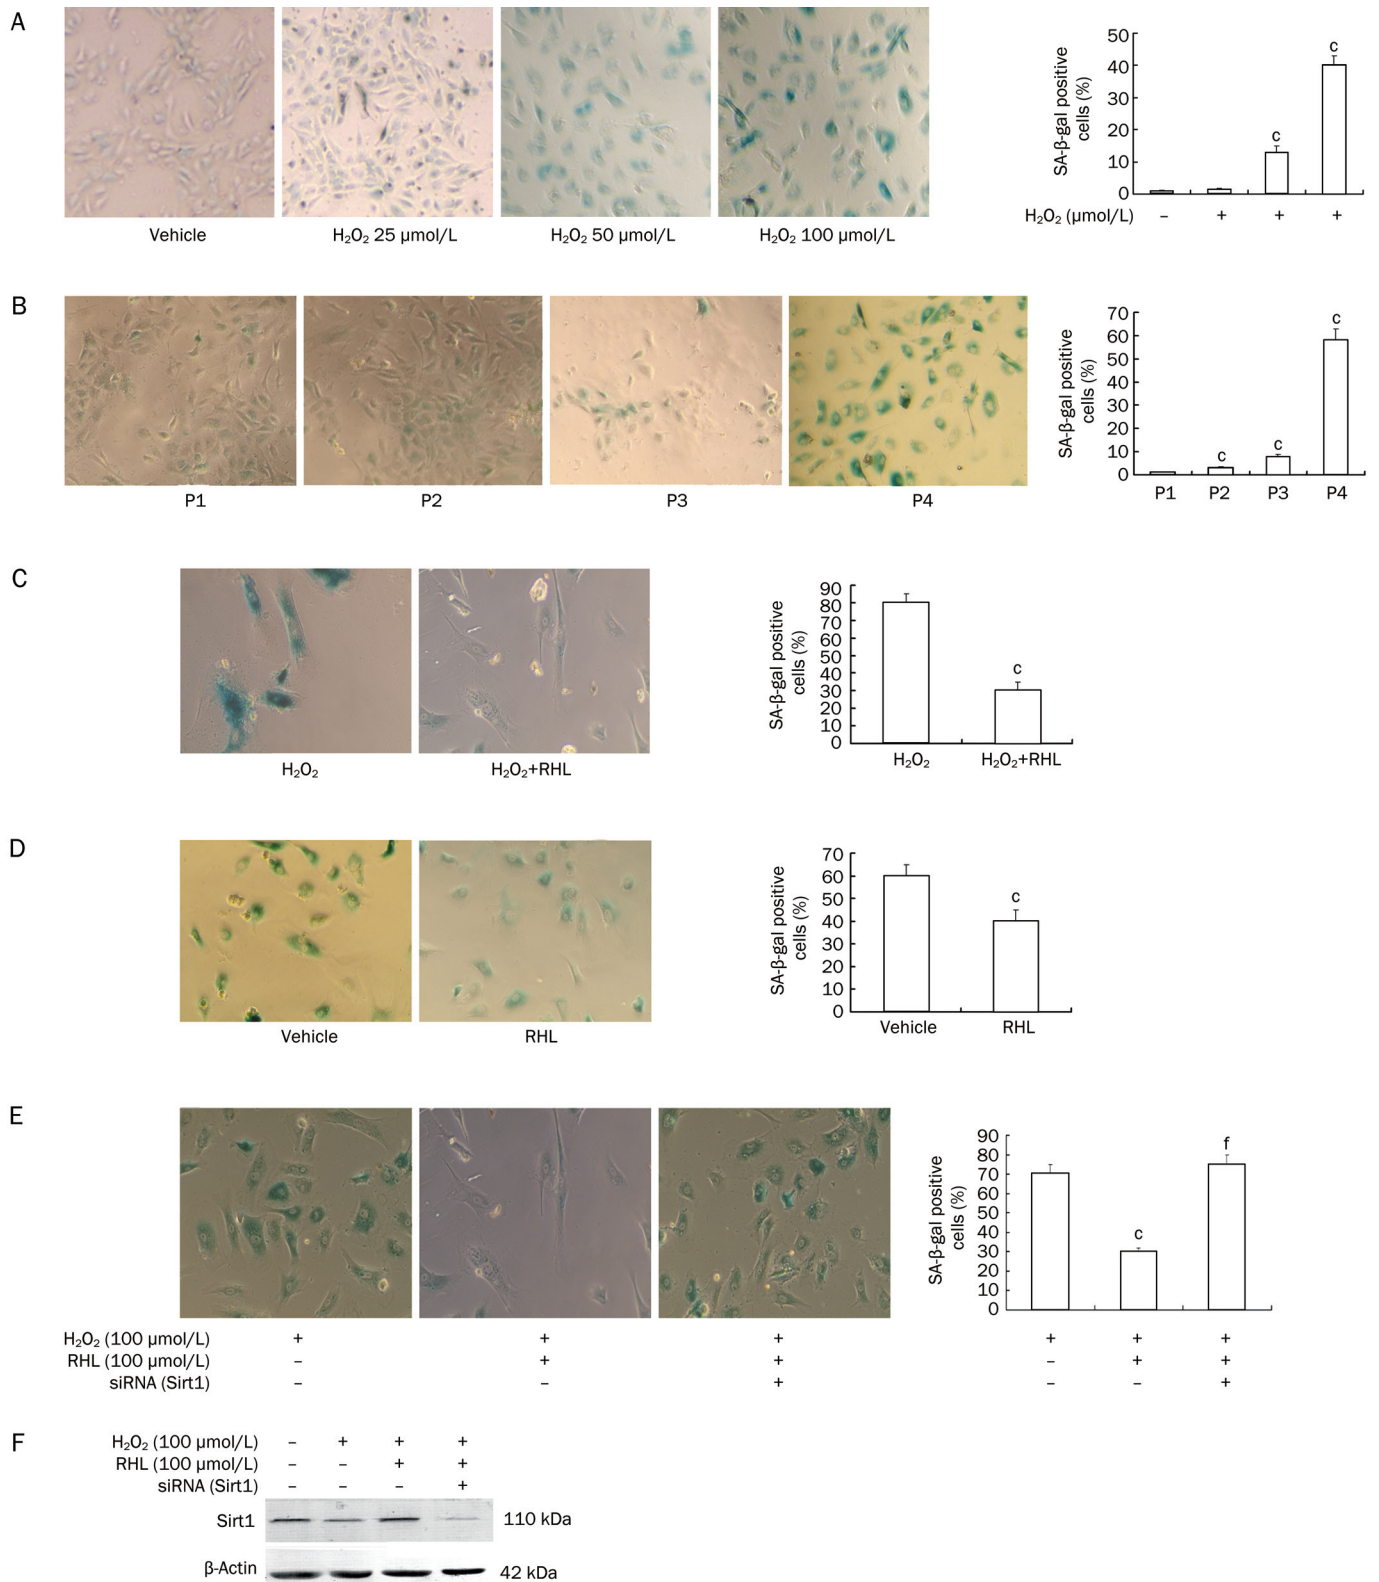 A
Vehicle
H₂O₂ 25 μmol/L
H₂O₂ 50 μmol/L
H₂O₂ 100 μmol/L
SA-β-gal positive
cells (%)
50
40
30
20
10
0
c
c
H₂O₂ (μmol/L) – + + +
B
P1
P2
P3
P4
SA-β-gal positive
cells (%)
70
60
50
40
30
20
10
0
c
c
c
P1 P2 P3 P4
C
H₂O₂
H₂O₂+RHL
SA-β-gal positive
cells (%)
90
80
70
60
50
40
30
20
10
0
c
H₂O₂ H₂O₂+RHL
D
Vehicle
RHL
SA-β-gal positive
cells (%)
70
60
50
40
30
20
10
0
c
Vehicle RHL
E
H₂O₂ (100 μmol/L) + + +
RHL (100 μmol/L) – + +
siRNA (Sirt1) – – +
SA-β-gal positive
cells (%)
90
80
70
60
50
40
30
20
10
0
c
f
+ + +
– + +
– – +
F
H₂O₂ (100 μmol/L) – + + +
RHL (100 μmol/L) – – + +
siRNA (Sirt1) – – – +
Sirt1 110 kDa
β-Actin 42 kDa